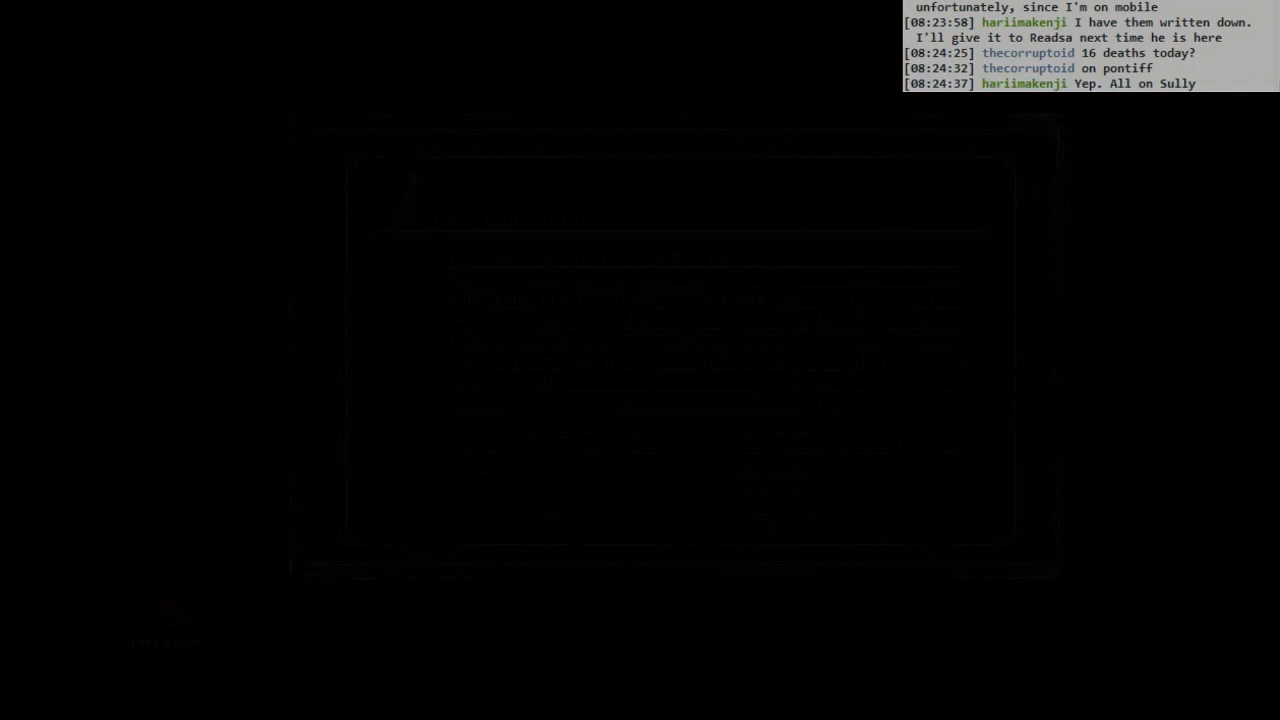 unfortunately, since I'm on mobile
[08:23:58] hariimakenji I have them written down.
I'll give it to Readsa next time he is here
[08:24:25] thecorruptoid 16 deaths today?
[08:24:32] thecorruptoid on pontiff
[08:24:37] hariimakenji Yep. All on Sully